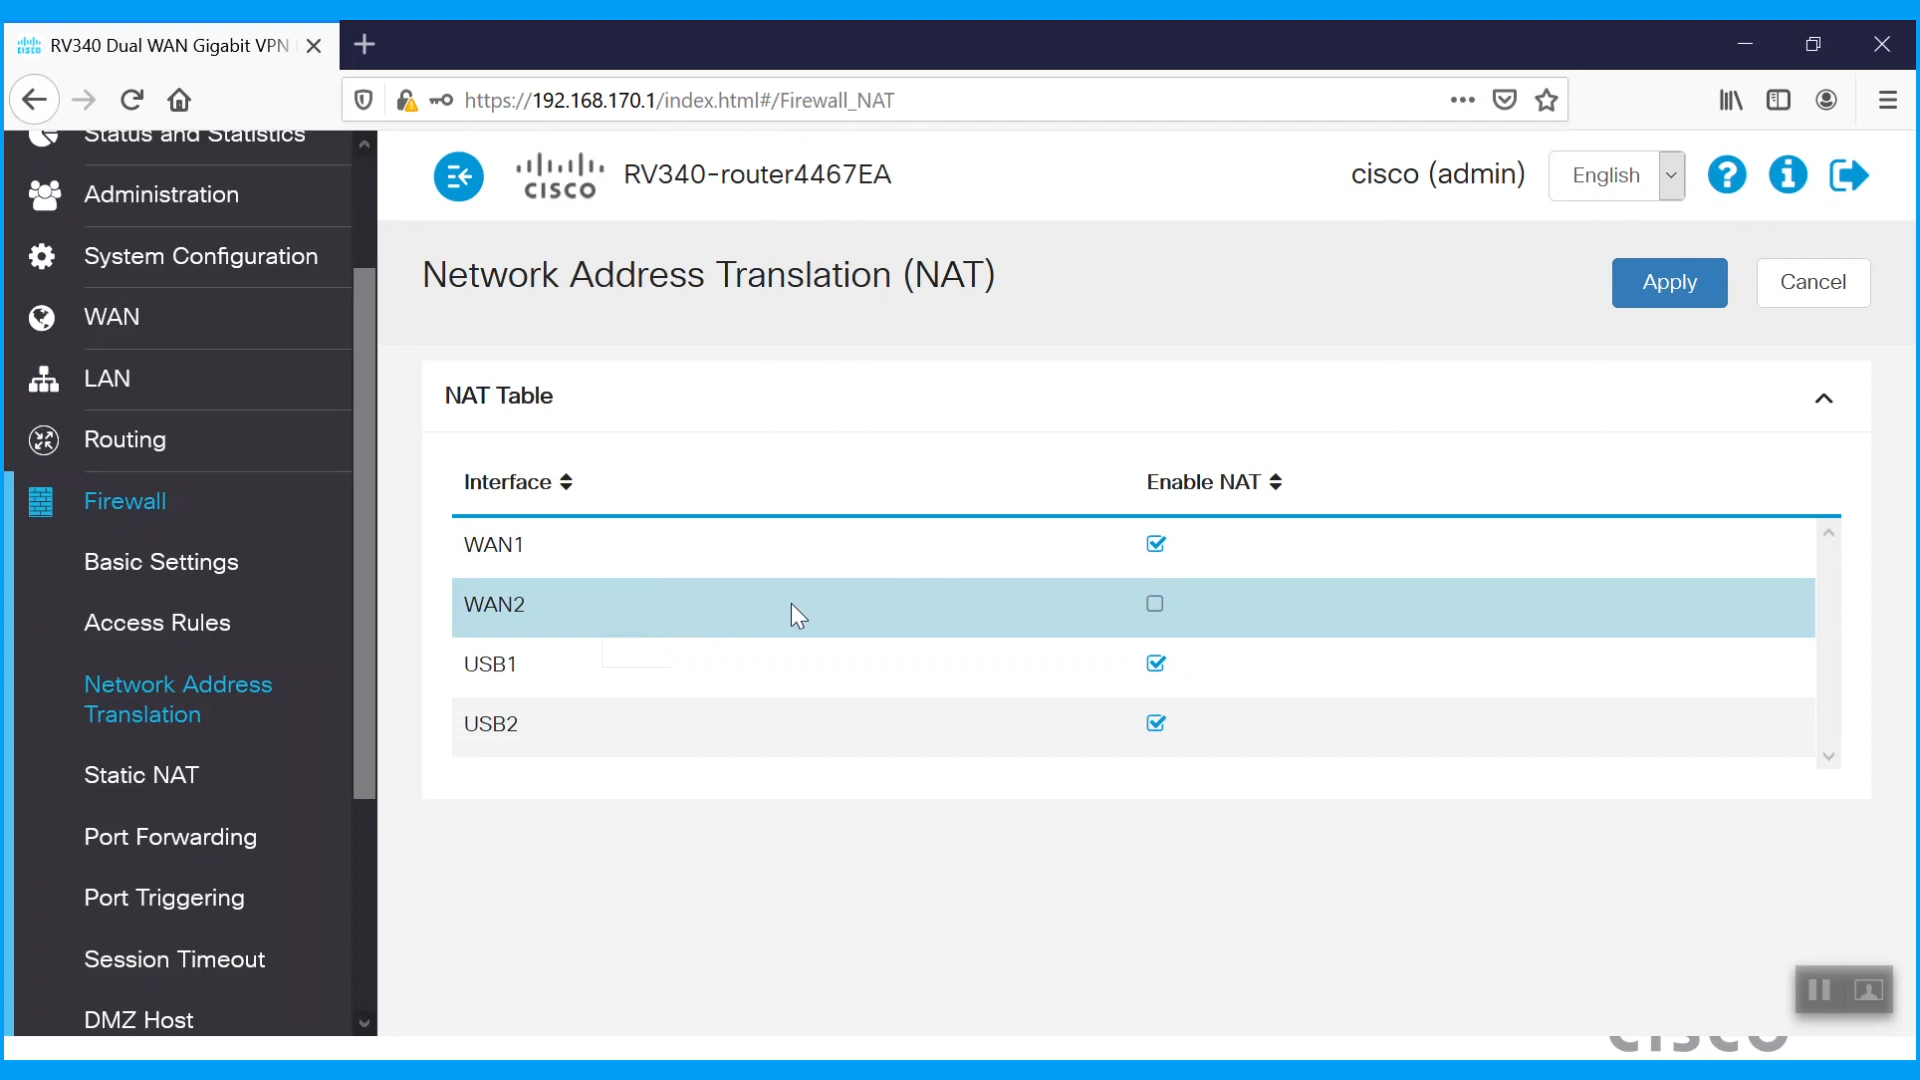 RV340 Dual WAN Gigabit VPN
https://192.168.170.1/index.html#/Firewall_NAT
Status and Statistics
Administration
System Configuration
WAN
LAN
Routing
Firewall
Basic Settings
Access Rules
Network Address
Translation
Static NAT
Port Forwarding
Port Triggering
Session Timeout
DMZ Host
CISCO
RV340-router4467EA
cisco (admin)
English
Network Address Translation (NAT)
Apply
Cancel
NAT Table
Interface
Enable NAT
WAN1
WAN2
USB1
USB2
CISCO